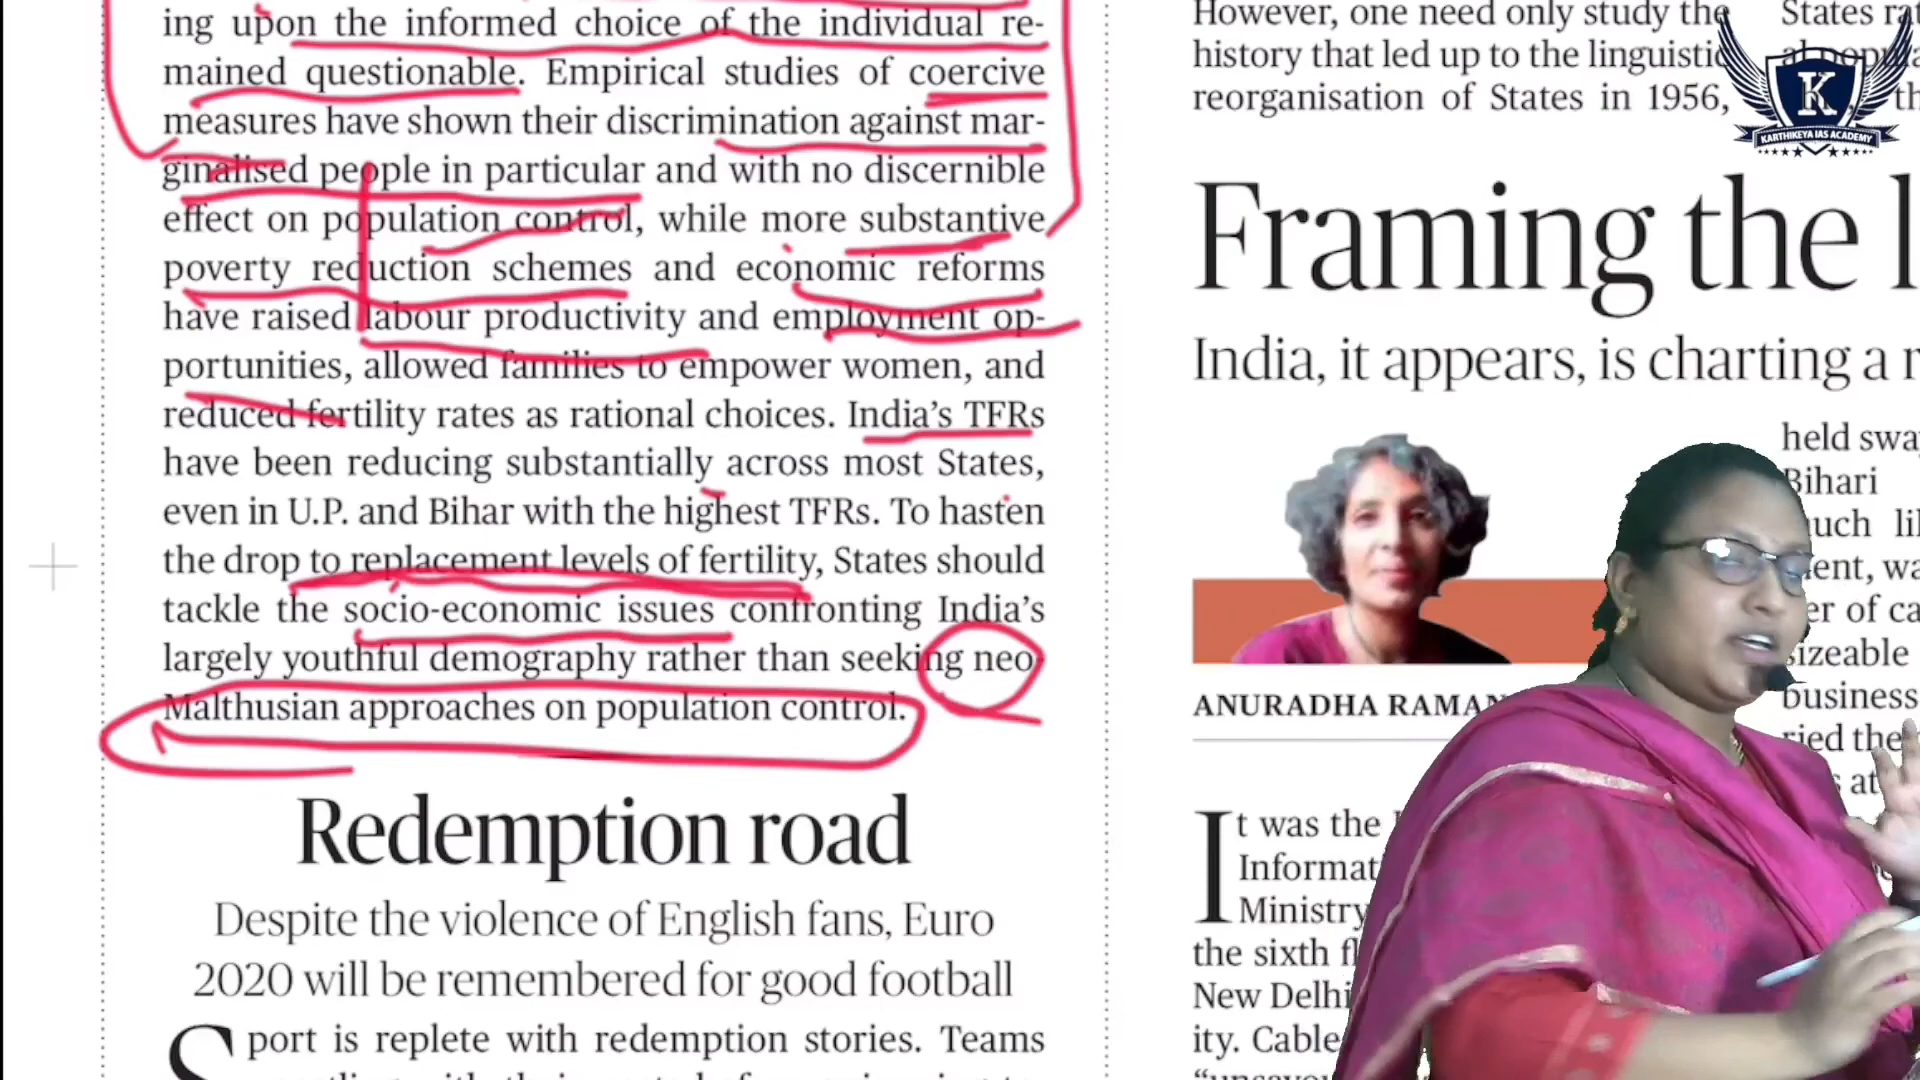 ing upon the informed choice of the individual re-
mained questionable. Empirical studies of coercive
measures have shown their discrimination against mar-
ginalised people in particular and with no discernible
effect on population control, while more substantive
poverty reduction schemes and economic reforms
have raised labour productivity and employment op-
portunities, allowed families to empower women, and
reduced fertility rates as rational choices. India's TFRs
have been reducing substantially across most States,
even in U.P. and Bihar with the highest TFRs. To hasten
the drop to replacement levels of fertility, States should
tackle the socio-economic issues confronting India's
largely youthful demography rather than seeking neo-
Malthusian approaches on population control.
Redemption road
Despite the violence of English fans, Euro
2020 will be remembered for good football
Sport is replete with redemption stories. Teams
However, one need only study the
history that led up to the linguistic
reorganisation of States in 1956,
States
K
KARTHIKEYA IAS ACADEMY
Framing the
India, it appears, is charting a
ANURADHA RAMAN
It was the
Informat
Ministry
the sixth
New Delhi
ity. Cable
held
Bihari
much
sizeable
business
ried the
at